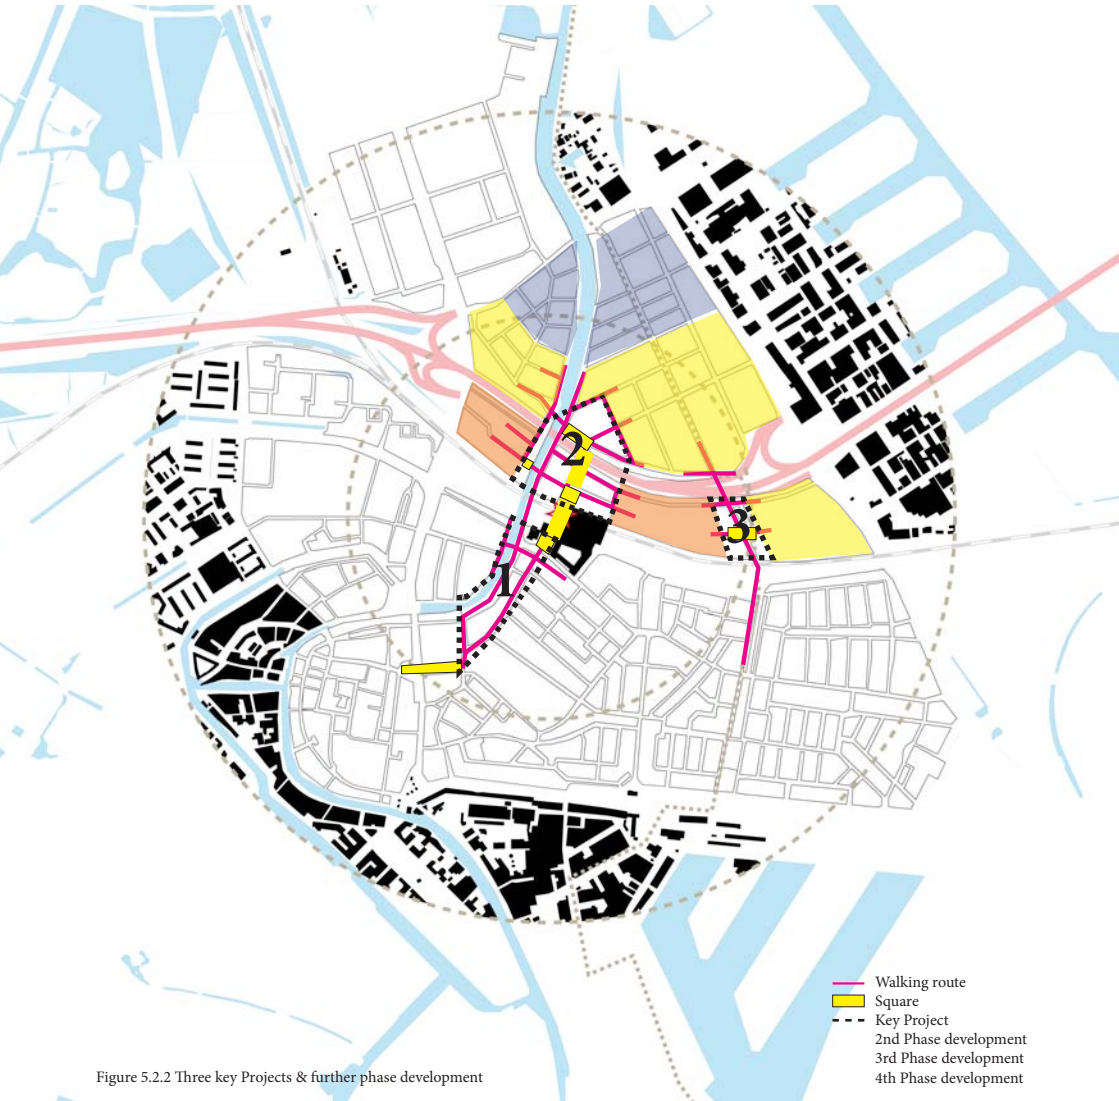 2
3
1
Walking route
Square
Key Project
2nd Phase development
3rd Phase development
4th Phase development
Figure 5.2.2 Three key Projects & further phase development